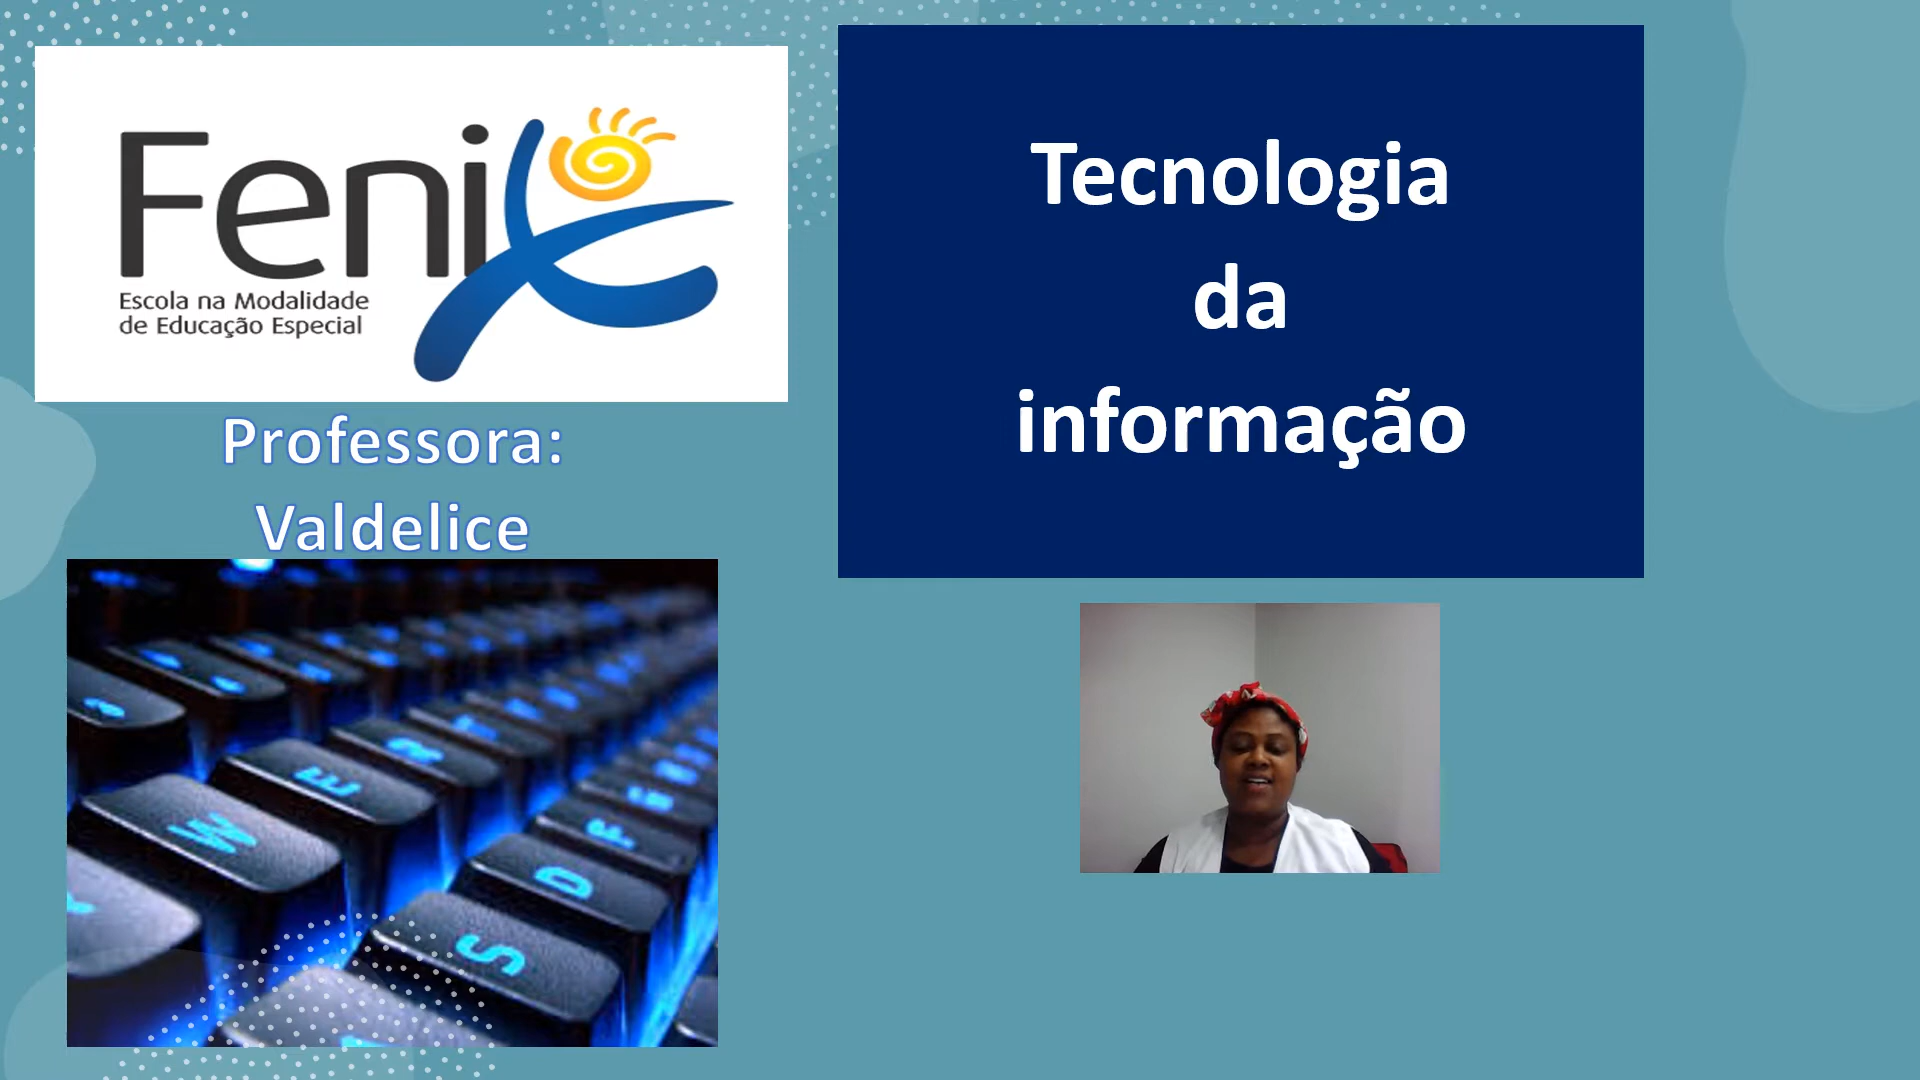 Fenix
Escola na Modalidade
de Educação Especial
Professora:
Valdelice
Tecnologia
da
informação
W
E
R
S
D
F